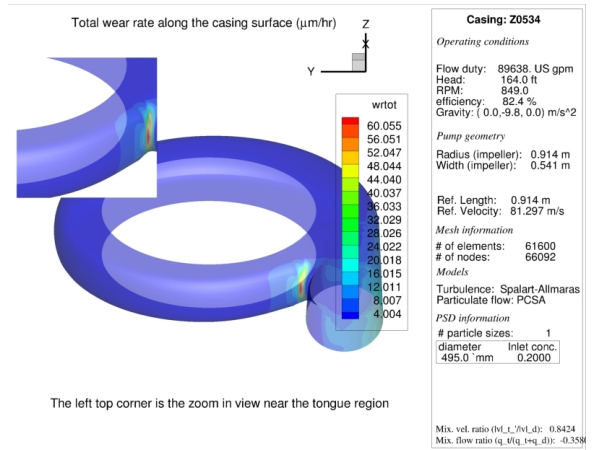 Total wear rate along the casing surface (µm/hr)
Z
X
Y
wrtot
60.055
56.051
52.047
48.044
44.040
40.037
36.033
32.029
28.026
24.022
20.018
16.015
12.011
8.007
4.004
The left top corner is the zoom in view near the tongue region
Casing: Z0534
Operating conditions
Flow duty: 89638. US gpm
Head: 164.0 ft
RPM: 849.0
efficiency: 82.4 %
Gravity: ( 0.0,-9.8, 0.0) m/s^2
Pump geometry
Radius (impeller): 0.914 m
Width (impeller): 0.541 m
Ref. Length: 0.914 m
Ref. Velocity: 81.297 m/s
Mesh information
# of elements: 61600
# of nodes: 66092
Models
Turbulence: Spalart-Allmaras
Particulate flow: PCSA
PSD information
# particle sizes: 1
diameter Inlet conc.
495.0 `mm 0.2000
Mix. vel. ratio (lvl_t_'/lvl_d): 0.8424
Mix. flow ratio (q_t/(q_t+q_d)): -0.358